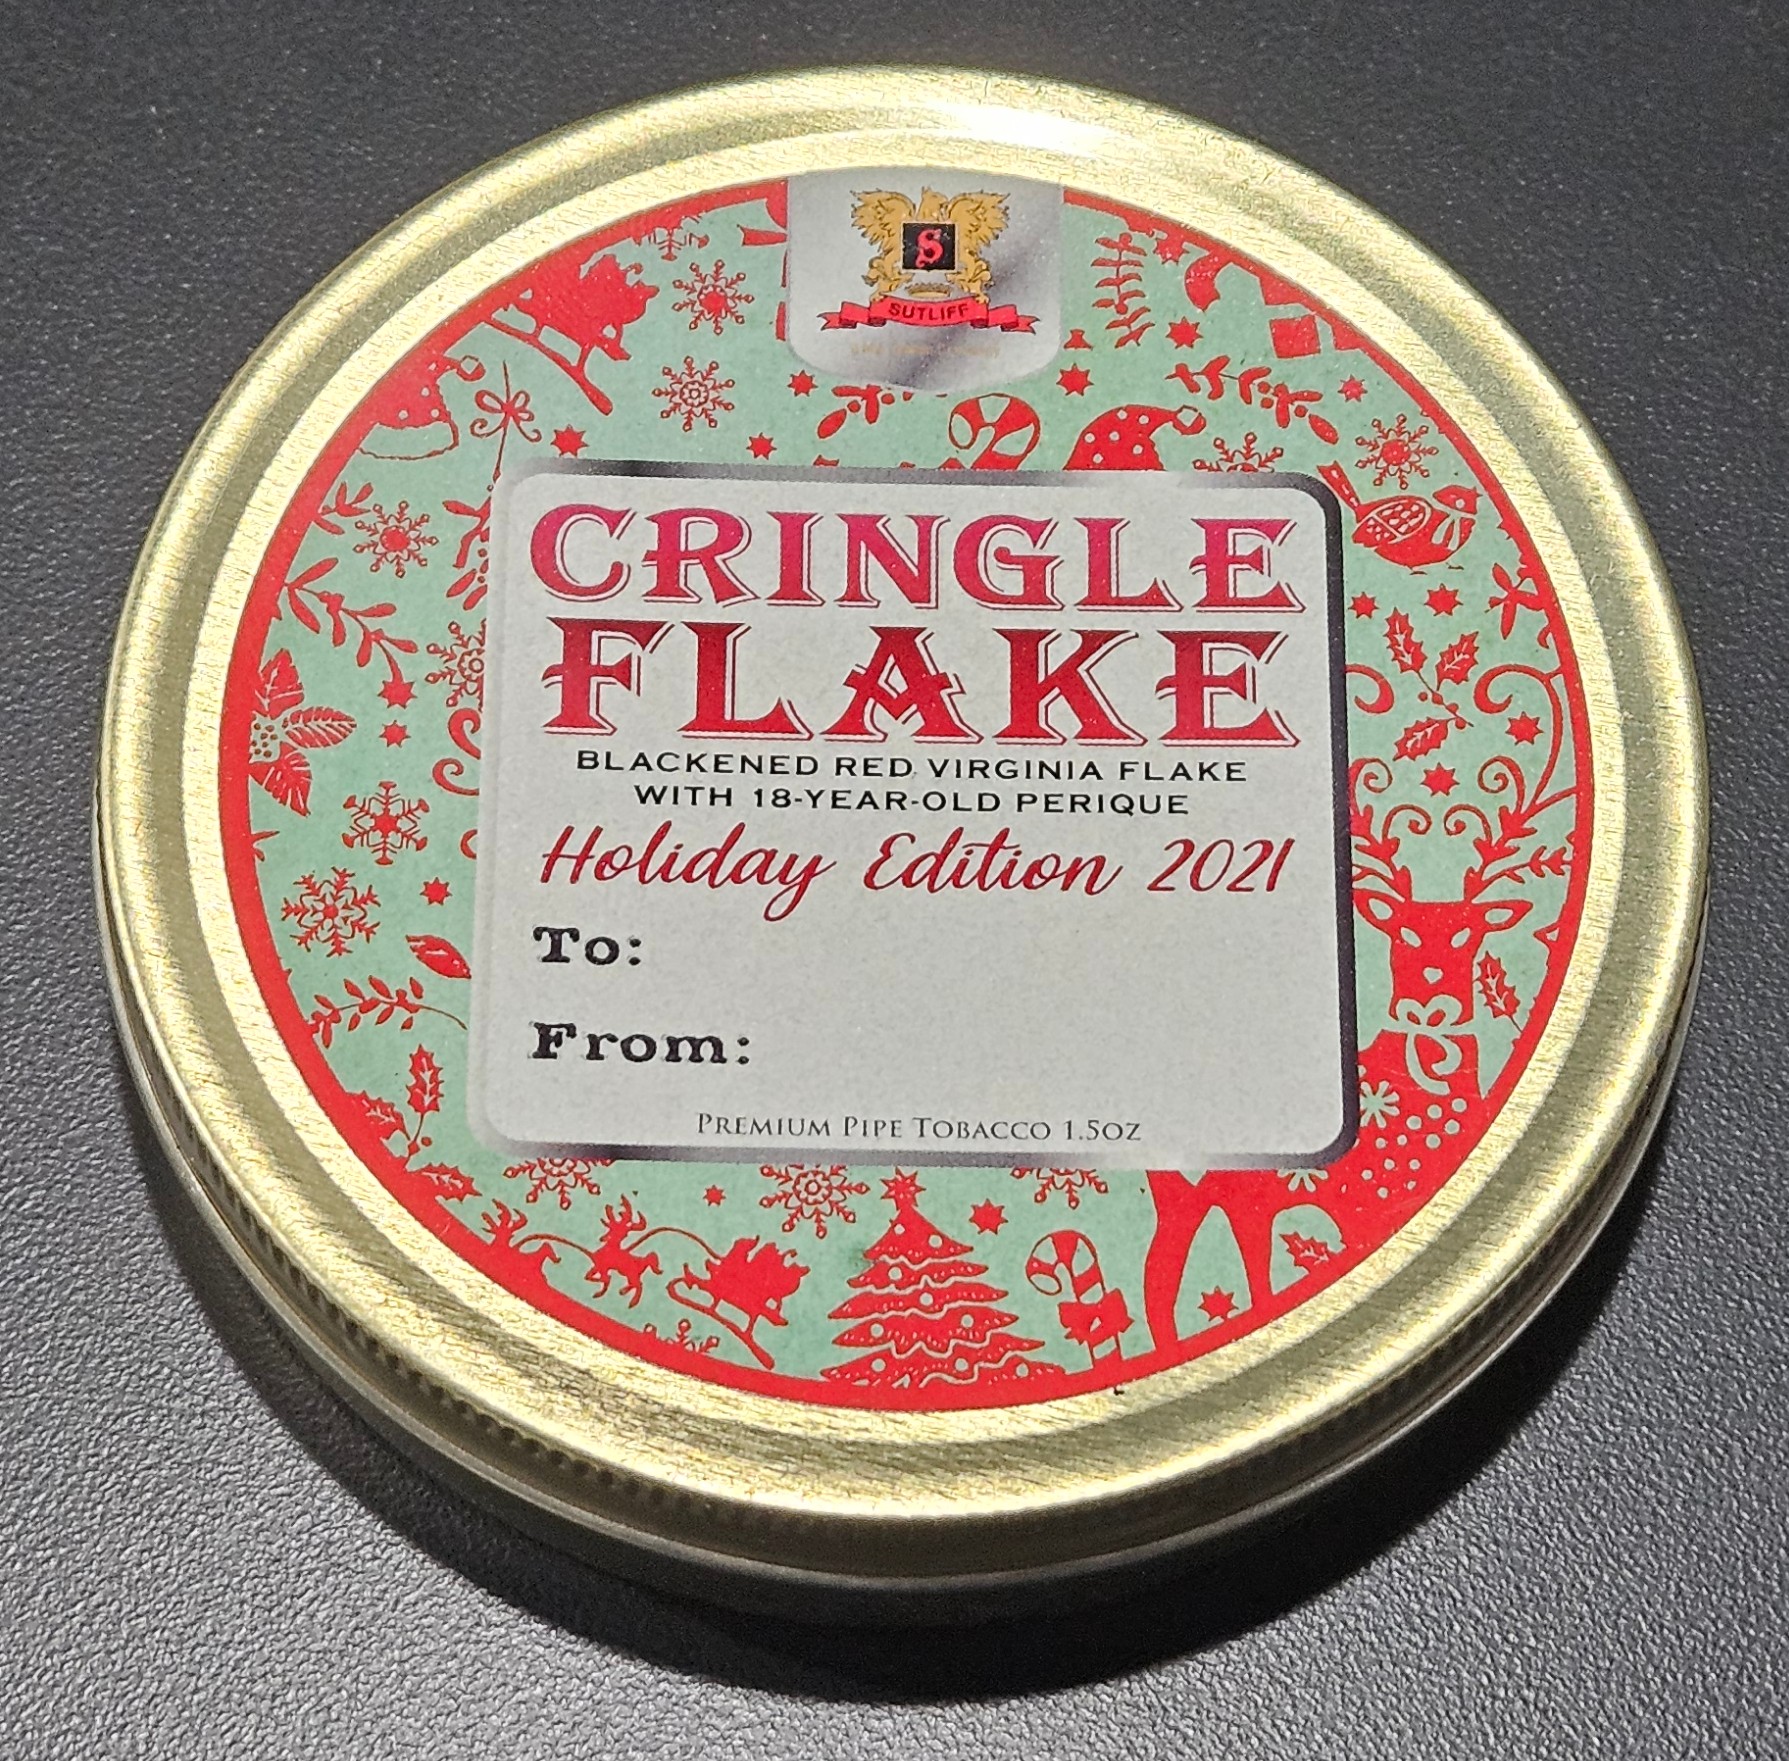 S
SUTLIFF
CRINGLE
FLAKE
BLACKENED RED VIRGINIA FLAKE
WITH 18-YEAR-OLD PERIQUE
Holiday Edition 2021
To:
From:
PREMIUM PIPE TOBACCO 1.5OZ